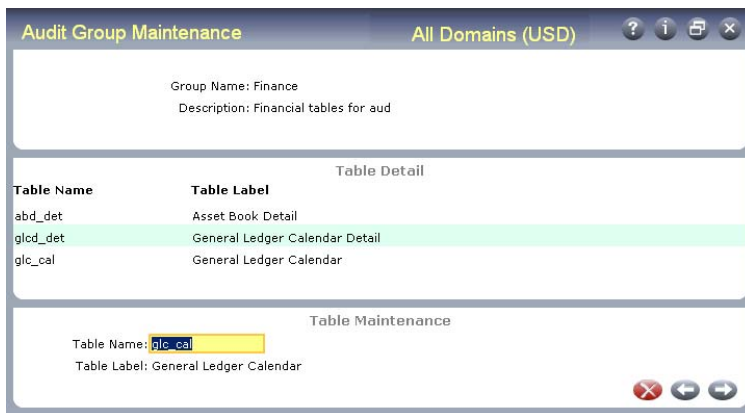 Audit Group Maintenance All Domains (USD) ? i
Group Name: Finance
Description: Financial tables for aud
Table Detail
Table Name Table Label
abd_det Asset Book Detail
glcd_det General Ledger Calendar Detail
glc_cal General Ledger Calendar
Table Maintenance
Table Name: glc_cal
Table Label: General Ledger Calendar